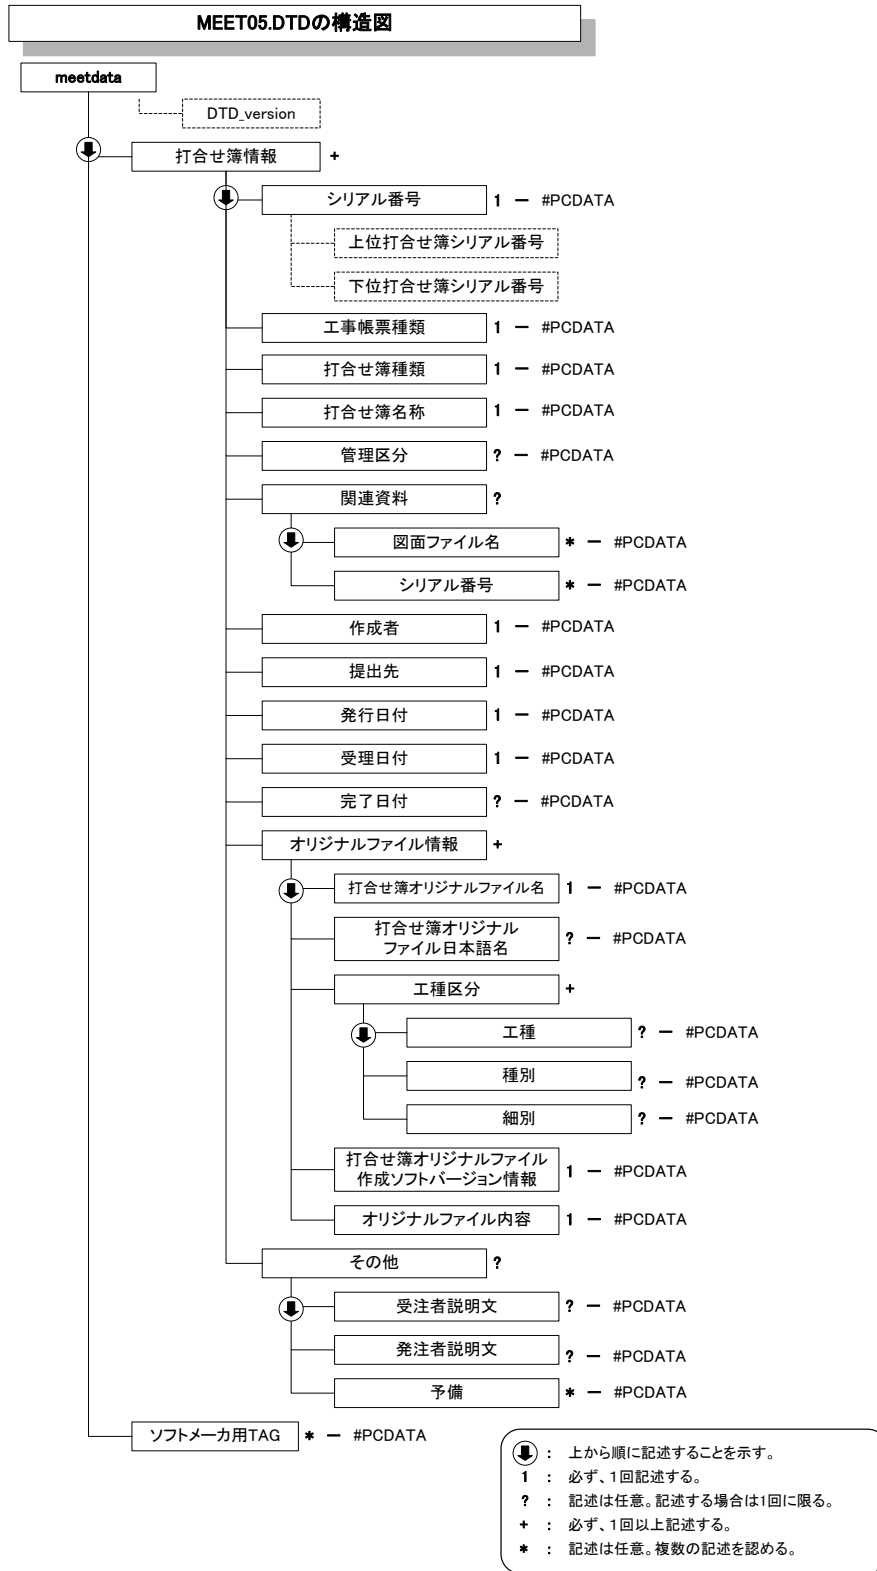 MEET05.DTDの構造図
meetdata
DTD_version
打合せ簿情報 +
シリアル番号 1 － #PCDATA
上位打合せ簿シリアル番号
下位打合せ簿シリアル番号
工事帳票種類 1 － #PCDATA
打合せ簿種類 1 － #PCDATA
打合せ簿名称 1 － #PCDATA
管理区分 ? － #PCDATA
関連資料 ?
図面ファイル名 * － #PCDATA
シリアル番号 * － #PCDATA
作成者 1 － #PCDATA
提出先 1 － #PCDATA
発行日付 1 － #PCDATA
受理日付 1 － #PCDATA
完了日付 ? － #PCDATA
オリジナルファイル情報 +
打合せ簿オリジナルファイル名 1 － #PCDATA
打合せ簿オリジナル
ファイル日本語名 ? － #PCDATA
工種区分 +
工種 ? － #PCDATA
種別 ? － #PCDATA
細別 ? － #PCDATA
打合せ簿オリジナルファイル
作成ソフトバージョン情報 1 － #PCDATA
オリジナルファイル内容 1 － #PCDATA
その他 ?
受注者説明文 ? － #PCDATA
発注者説明文 ? － #PCDATA
予備 * － #PCDATA
ソフトメーカ用TAG * － #PCDATA
： 上から順に記述することを示す。
1 ： 必ず、1回記述する。
? ： 記述は任意。記述する場合は1回に限る。
+ ： 必ず、1回以上記述する。
* ： 記述は任意。複数の記述を認める。